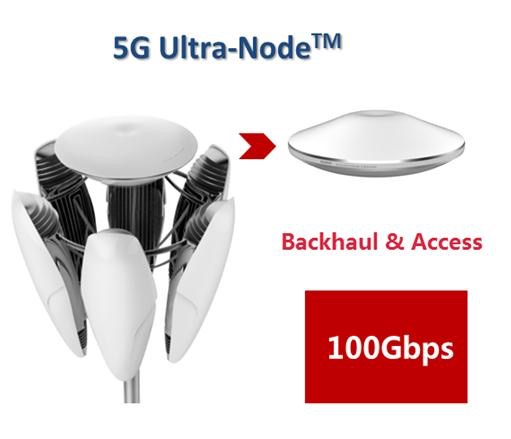 5G Ultra-Node™
Backhaul & Access
100Gbps